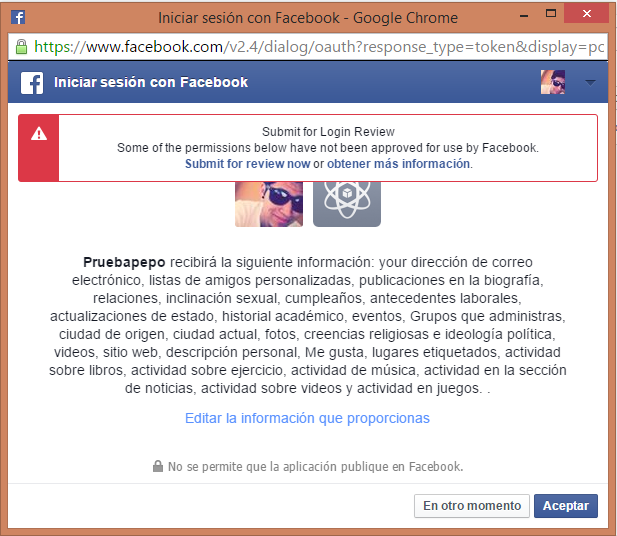 Iniciar sesión con Facebook - Google Chrome
https://www.facebook.com/v2.4/dialog/oauth?response_type=token&display=pc
Iniciar sesión con Facebook
Submit for Login Review
Some of the permissions below have not been approved for use by Facebook.
Submit for review now or obtener más información.
Pruebapepo recibirá la siguiente información: your dirección de correo
electrónico, listas de amigos personalizadas, publicaciones en la biografía,
relaciones, inclinación sexual, cumpleaños, antecedentes laborales,
actualizaciones de estado, historial académico, eventos, Grupos que administras,
ciudad de origen, ciudad actual, fotos, creencias religiosas e ideología política,
videos, sitio web, descripción personal, Me gusta, lugares etiquetados, actividad
sobre libros, actividad sobre ejercicio, actividad de música, actividad en la sección
de noticias, actividad sobre videos y actividad en juegos. .
Editar la información que proporcionas
No se permite que la aplicación publique en Facebook.
En otro momento
Aceptar